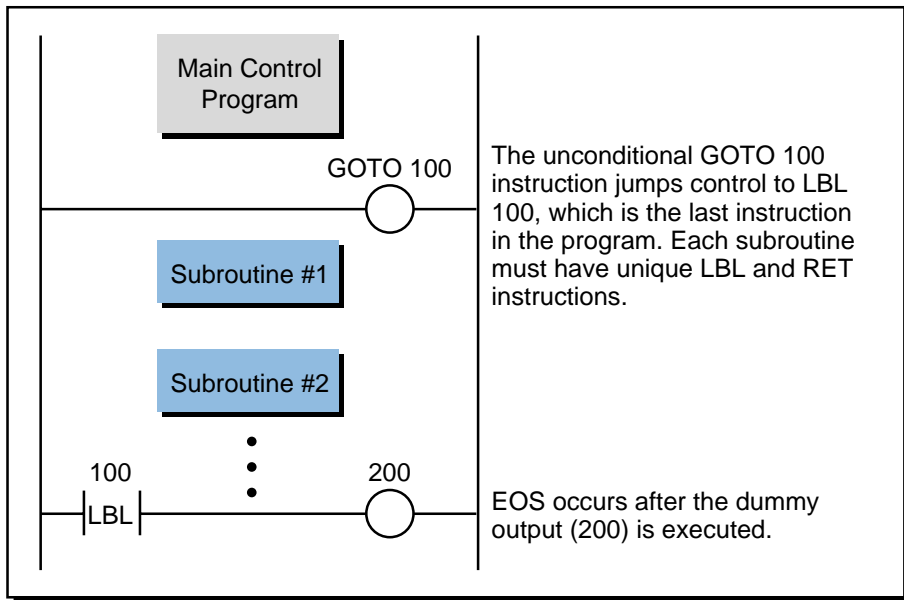 Main Control
Program
GOTO 100
The unconditional GOTO 100
instruction jumps control to LBL
100, which is the last instruction
in the program. Each subroutine
must have unique LBL and RET
instructions.
Subroutine #1
Subroutine #2
100
200
LBL
EOS occurs after the dummy
output (200) is executed.